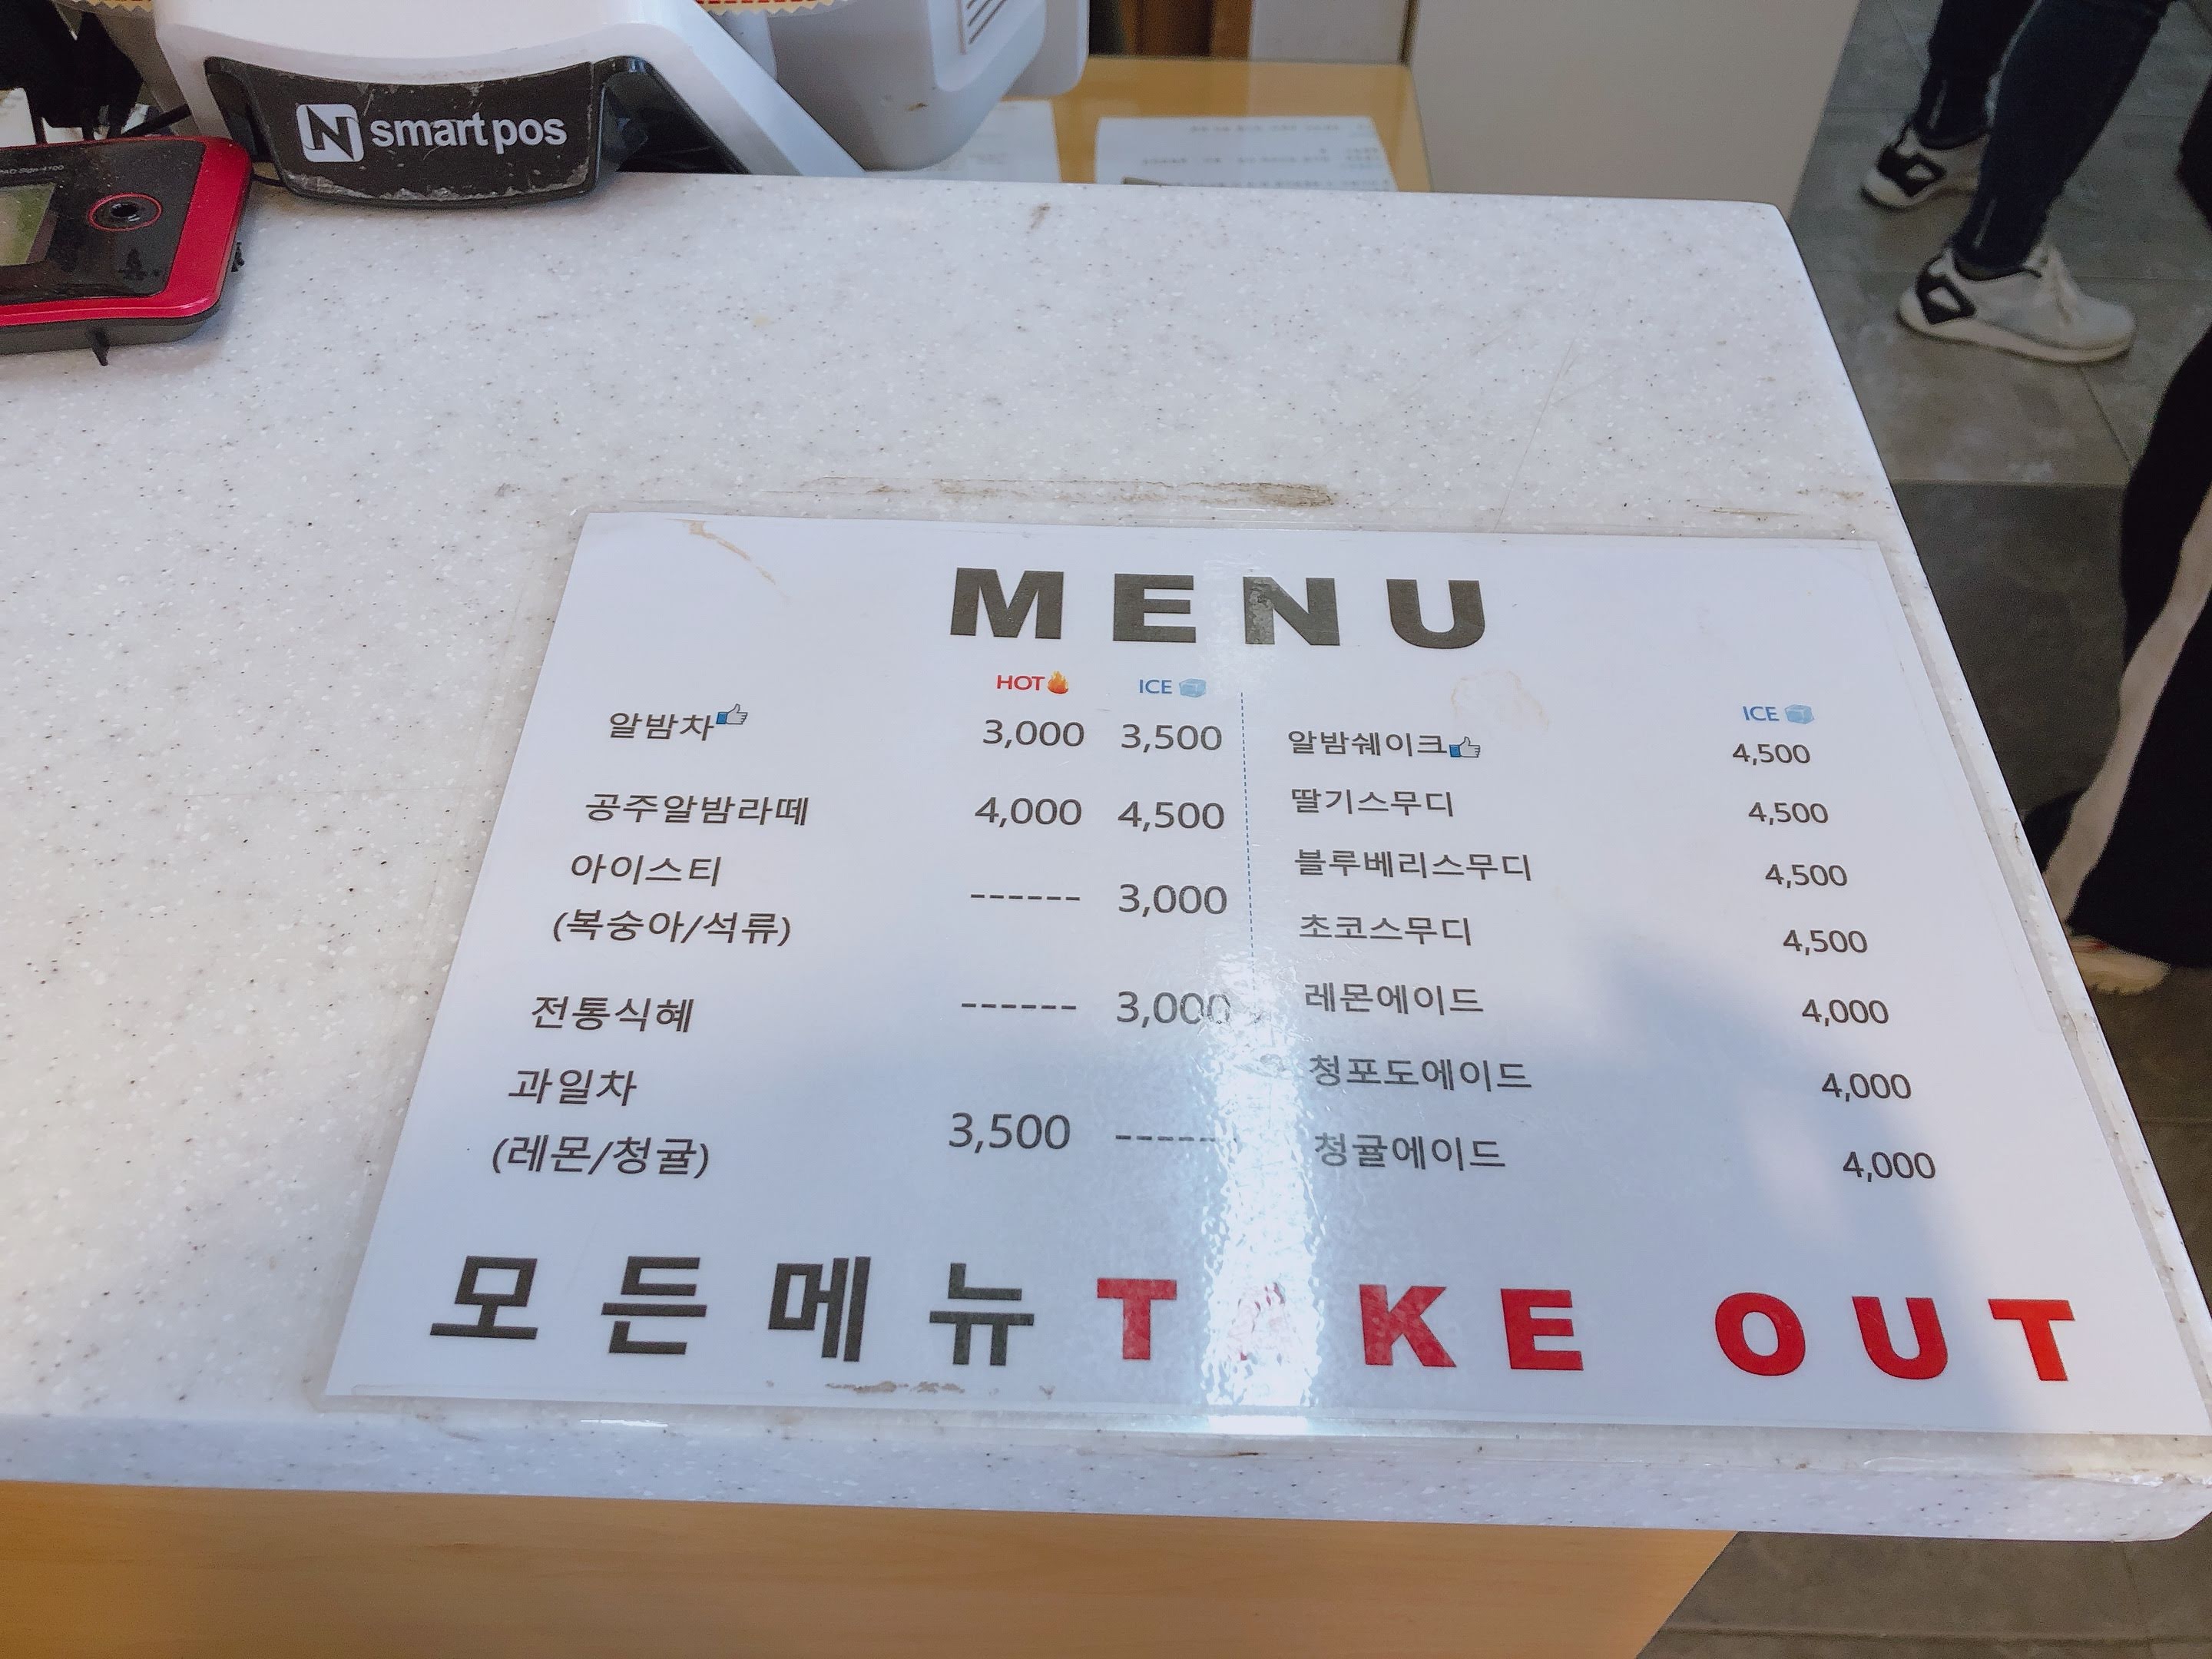 smart pos
MENU
HOT ICE
알밤차 3,000 3,500
공주알밤라떼 4,000 4,500
아이스티
(복숭아/석류) ------ 3,000
전통식혜 ------ 3,000
과일차
(레몬/청귤) 3,500 ------
ICE
알밤쉐이크 4,500
딸기스무디 4,500
블루베리스무디 4,500
초코스무디 4,500
레몬에이드 4,000
청포도에이드 4,000
청귤에이드 4,000
모든메뉴 TAKE OUT